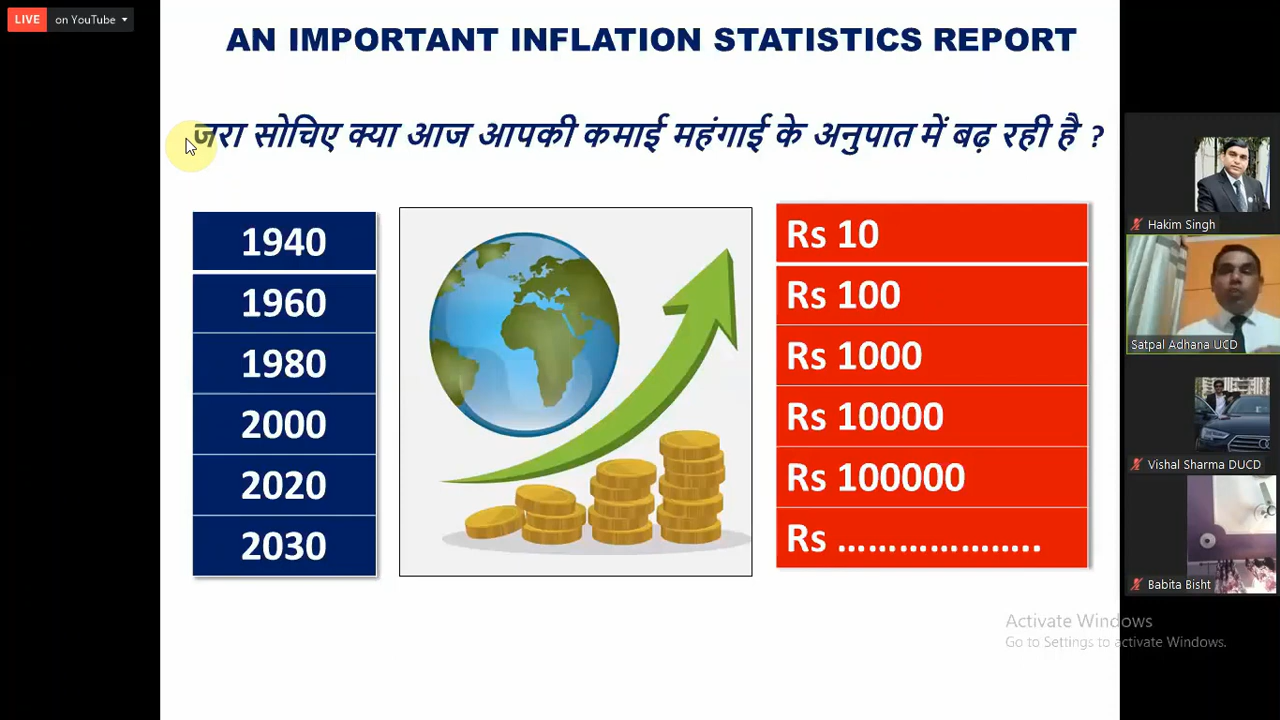 LIVE on YouTube
AN IMPORTANT INFLATION STATISTICS REPORT
जरा सोचिए क्या आज आपकी कमाई महंगाई के अनुपात में बढ़ रही है ?
1940
Rs 10
1960
Rs 100
1980
Rs 1000
2000
Rs 10000
2020
Rs 100000
2030
Rs ......................
Hakim Singh
Satpal Adhana UCD
Vishal Sharma DUCD
Babita Bisht
Activate Windows
Go to Settings to activate Windows.